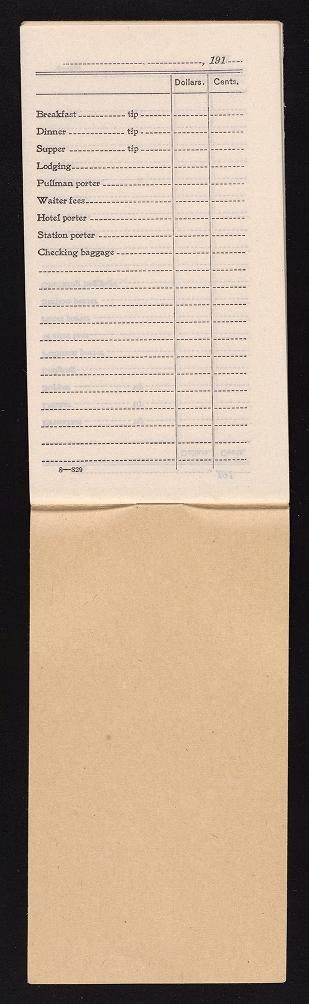 , 191
Dollars. Cents.
Breakfast tip
Dinner tip
Supper tip
Lodging
Pullman porter
Waiter fees
Hotel porter
Station porter
Checking baggage
8—829